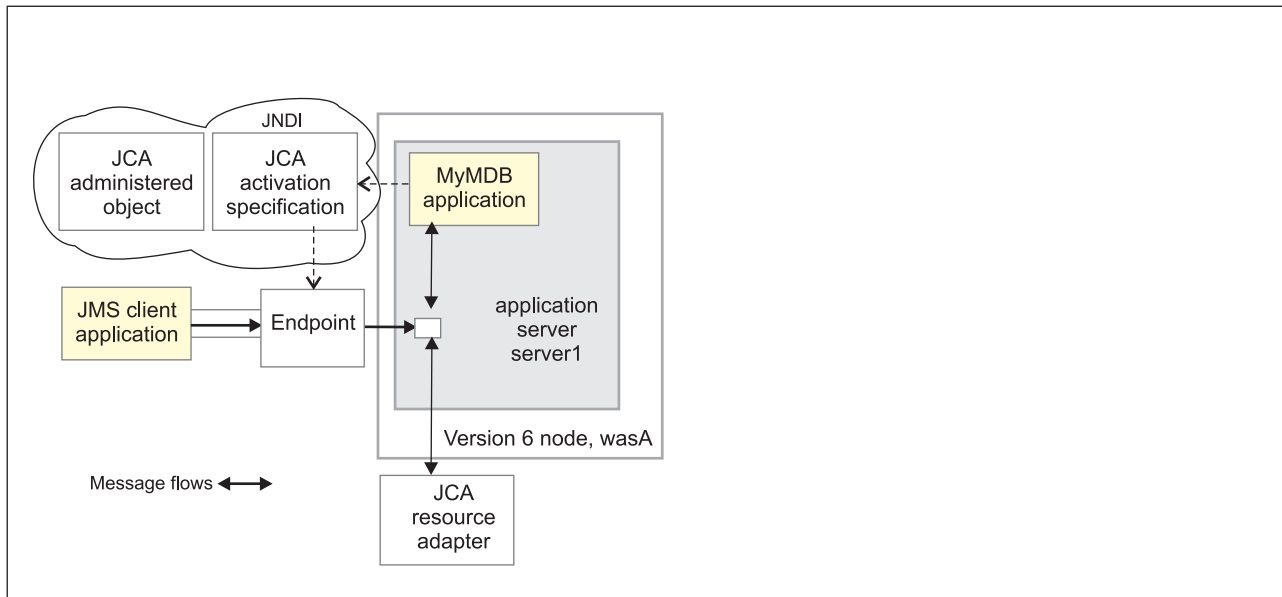 JNDI
JCA
administered
object
JCA
activation
specification
MyMDB
application
JMS client
application
Endpoint
application
server
server1
Version 6 node, wasA
Message flows
JCA
resource
adapter